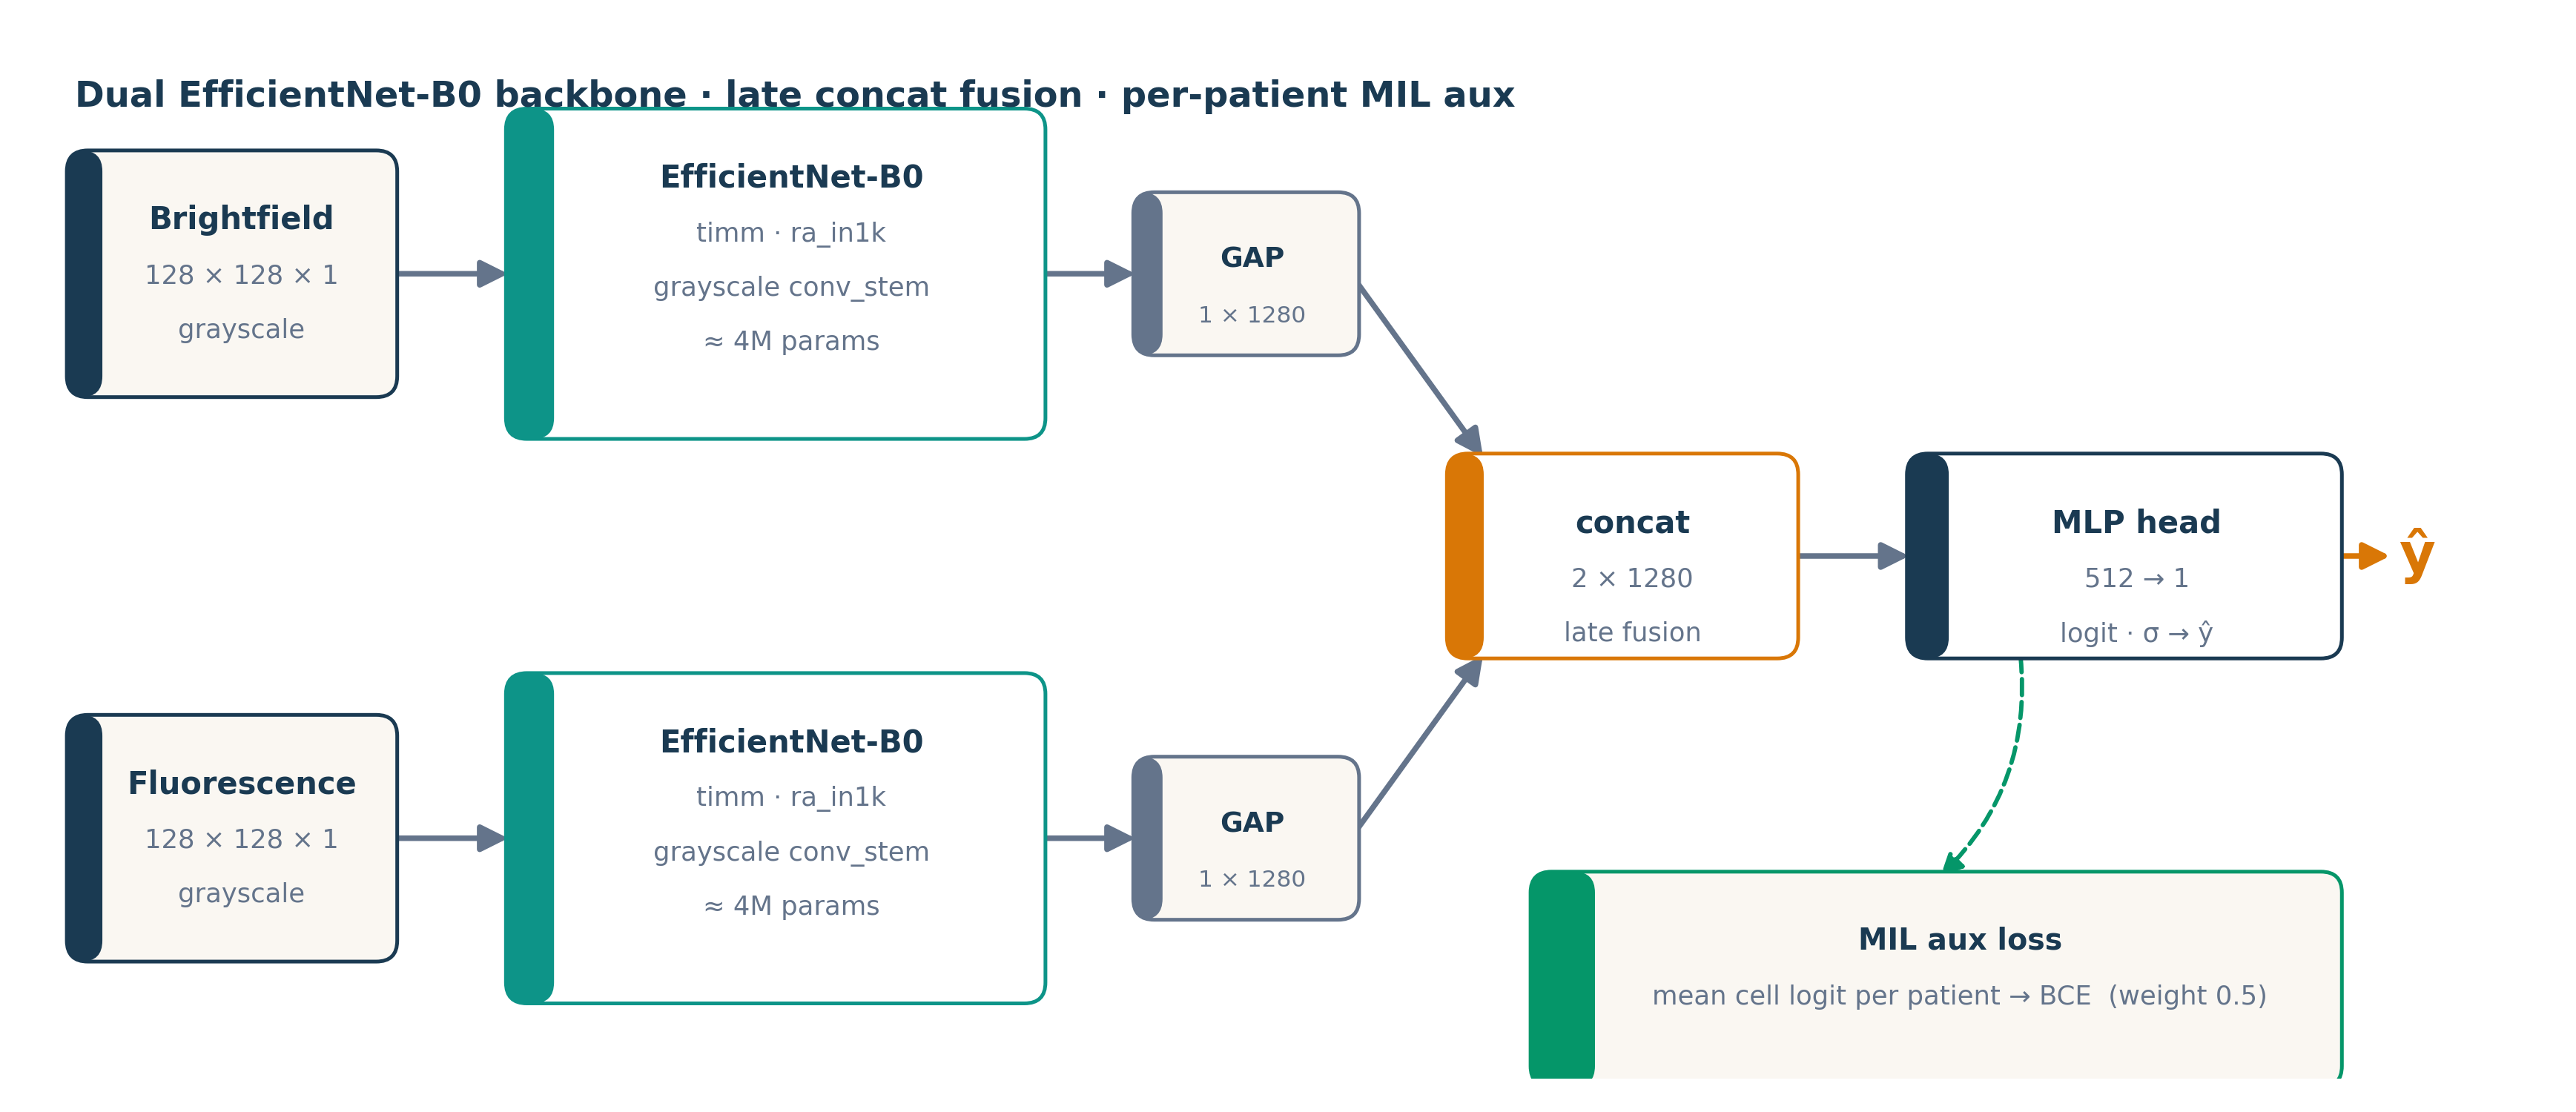 Dual EfficientNet-B0 backbone · late concat fusion · per-patient MIL aux
Brightfield
128 × 128 × 1
grayscale
EfficientNet-B0
timm · ra_in1k
grayscale conv_stem
≈ 4M params
GAP
1 × 1280
concat
2 × 1280
late fusion
MLP head
512 → 1
logit · σ → ŷ
ŷ
Fluorescence
128 × 128 × 1
grayscale
EfficientNet-B0
timm · ra_in1k
grayscale conv_stem
≈ 4M params
GAP
1 × 1280
MIL aux loss
mean cell logit per patient → BCE (weight 0.5)